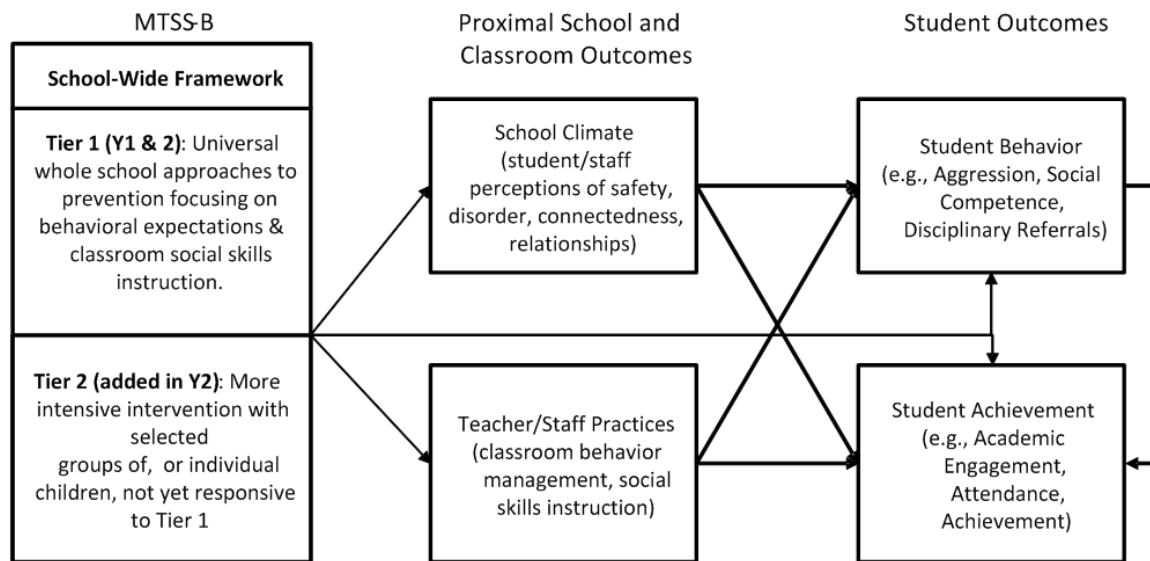 MTSS-B
School-Wide Framework
Tier 1 (Y1 & 2): Universal
whole school approaches to
prevention focusing on
behavioral expectations &
classroom social skills
instruction.
Tier 2 (added in Y2): More
intensive intervention with
selected
groups of, or individual
children, not yet responsive
to Tier 1
Proximal School and
Classroom Outcomes
School Climate
(student/staff
perceptions of safety,
disorder, connectedness,
relationships)
Teacher/Staff Practices
(classroom behavior
management, social
skills instruction)
Student Outcomes
Student Behavior
(e.g., Aggression, Social
Competence,
Disciplinary Referrals)
Student Achievement
(e.g., Academic
Engagement,
Attendance,
Achievement)